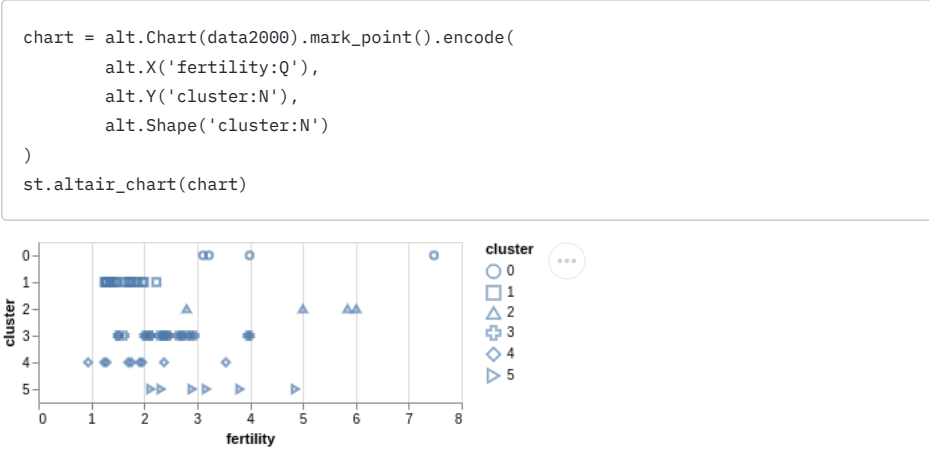 chart = alt.Chart(data2000).mark_point().encode(
        alt.X('fertility:Q'),
        alt.Y('cluster:N'),
        alt.Shape('cluster:N')
)
st.altair_chart(chart)
cluster
0
1
2
3
4
5
cluster
0
1
2
3
4
5
0 1 2 3 4 5 6 7 8
fertility